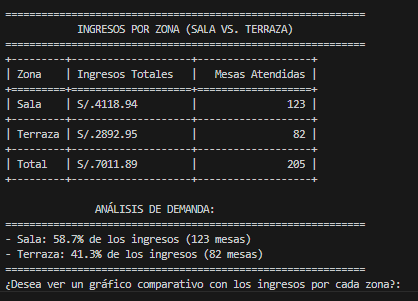 ==========================================================
INGRESOS POR ZONA (SALA VS. TERRAZA)
==========================================================
+---------+--------------------+------------------+
| Zona    | Ingresos Totales   |   Mesas Atendidas |
+=========+====================+==================+
| Sala    | S/.4118.94         |               123 |
+---------+--------------------+------------------+
| Terraza | S/.2892.95         |                82 |
+---------+--------------------+------------------+
| Total   | S/.7011.89         |               205 |
+---------+--------------------+------------------+
ANÁLISIS DE DEMANDA:
==========================================================
- Sala: 58.7% de los ingresos (123 mesas)
- Terraza: 41.3% de los ingresos (82 mesas)
==========================================================
¿Desea ver un gráfico comparativo con los ingresos por cada zona?: